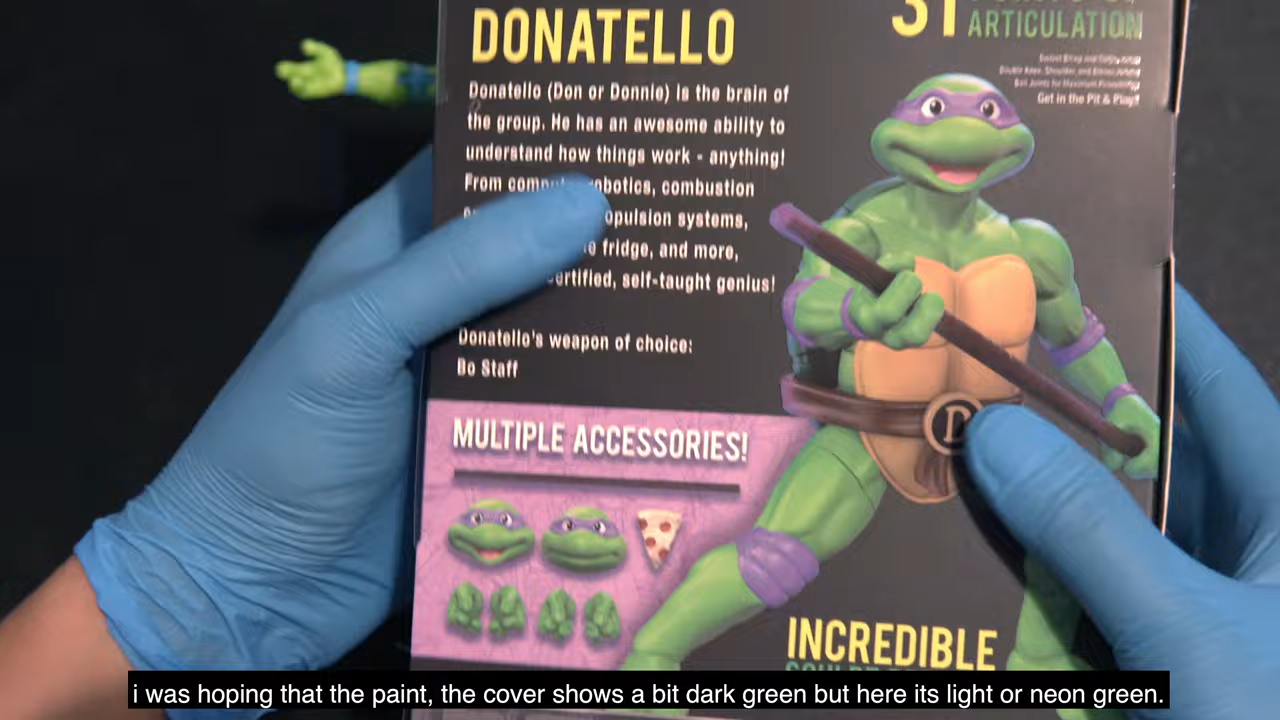 DONATELLO
31
ARTICULATION
Donatello (Don or Donnie) is the brain of
the group. He has an awesome ability to
understand how things work - anything!
From robotics, combustion
systems,
fridge, and more,
self-taught genius!
Get in the Pit & Play!
Donatello's weapon of choice:
Bo Staff
D
MULTIPLE ACCESSORIES!
INCREDIBLE
i was hoping that the paint, the cover shows a bit dark green but here its light or neon green.